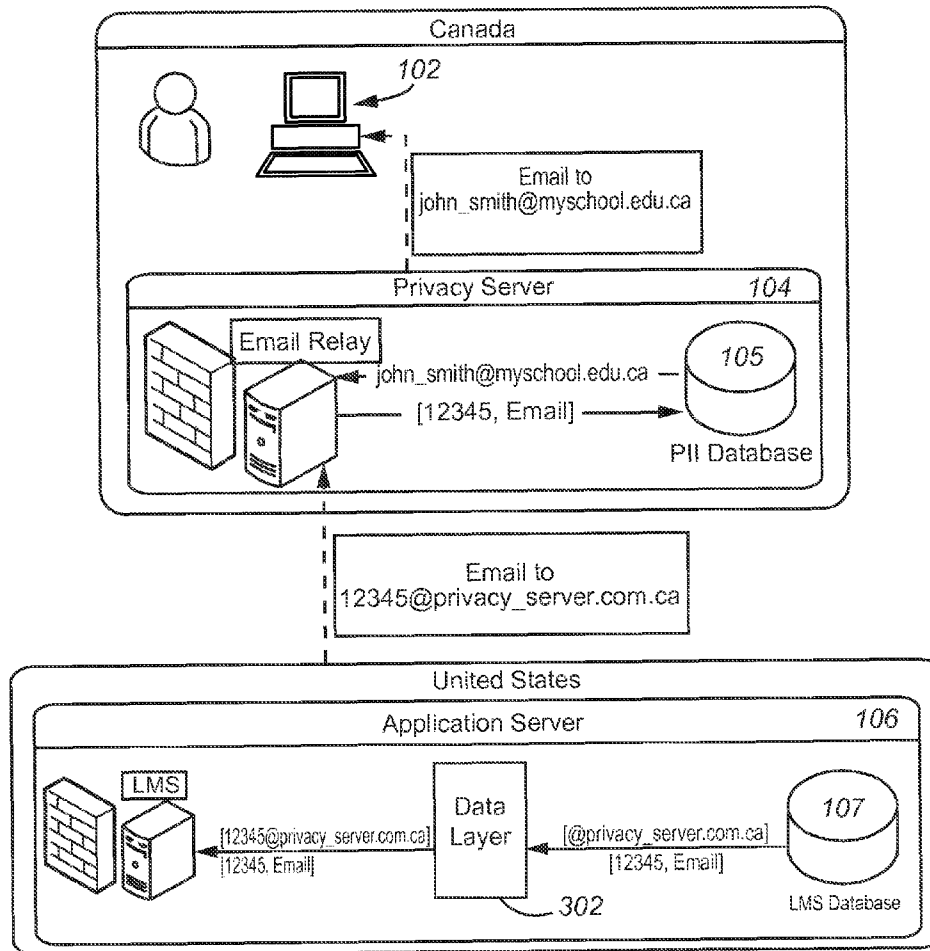 Canada
102
Email to
john_smith@myschool.edu.ca
Privacy Server
104
Email Relay
john_smith@myschool.edu.ca
105
[12345, Email]
PII Database
Email to
12345@privacy_server.com.ca
United States
Application Server
106
LMS
Data
Layer
107
[12345@privacy_server.com.ca]
[@privacy_server.com.ca]
[12345, Email]
[12345, Email]
LMS Database
302